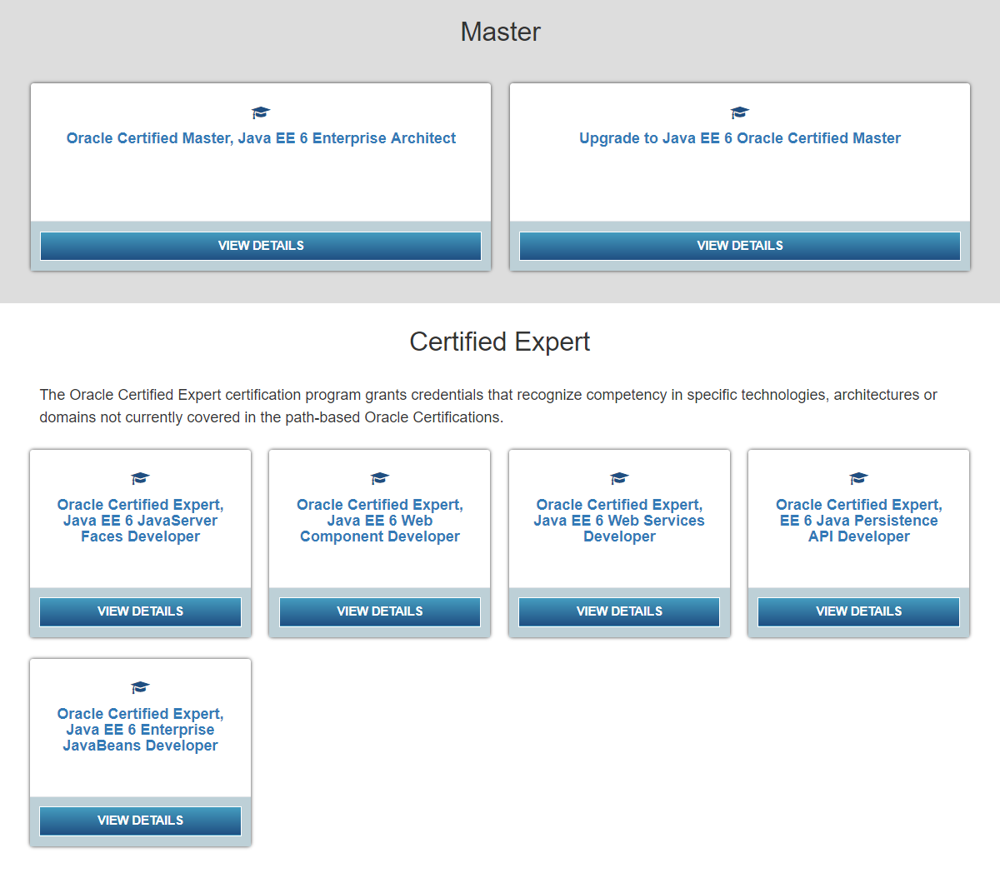 Master
Oracle Certified Master, Java EE 6 Enterprise Architect
VIEW DETAILS
Upgrade to Java EE 6 Oracle Certified Master
VIEW DETAILS
Certified Expert
The Oracle Certified Expert certification program grants credentials that recognize competency in specific technologies, architectures or
domains not currently covered in the path-based Oracle Certifications.
Oracle Certified Expert,
Java EE 6 JavaServer
Faces Developer
VIEW DETAILS
Oracle Certified Expert,
Java EE 6 Web
Component Developer
VIEW DETAILS
Oracle Certified Expert,
Java EE 6 Web Services
Developer
VIEW DETAILS
Oracle Certified Expert,
EE 6 Java Persistence
API Developer
VIEW DETAILS
Oracle Certified Expert,
Java EE 6 Enterprise
JavaBeans Developer
VIEW DETAILS